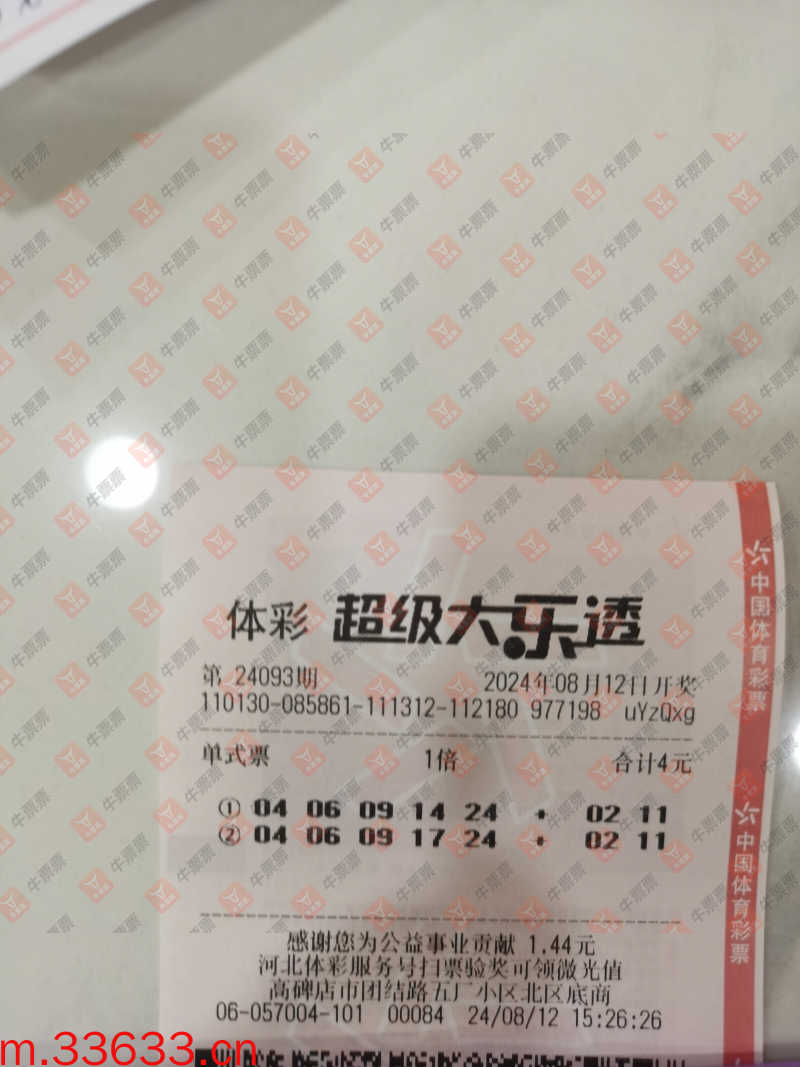 体彩 超级大乐透
第 24093期 2024年08月12日开奖
110130-085861-111312-112180 977198 uYzQxg
单式票 1倍 合计4元
① 04 06 09 14 24 + 02 11
② 04 06 09 17 24 + 02 11
感谢您为公益事业贡献 1.44元
河北体彩服务号扫票验奖可领微光值
高碑店市团结路五厂小区北区底商
06-057004-101 00084 24/08/12 15:26:26
中国体育彩票
中国体育彩票
牛票票
m.33633.cn